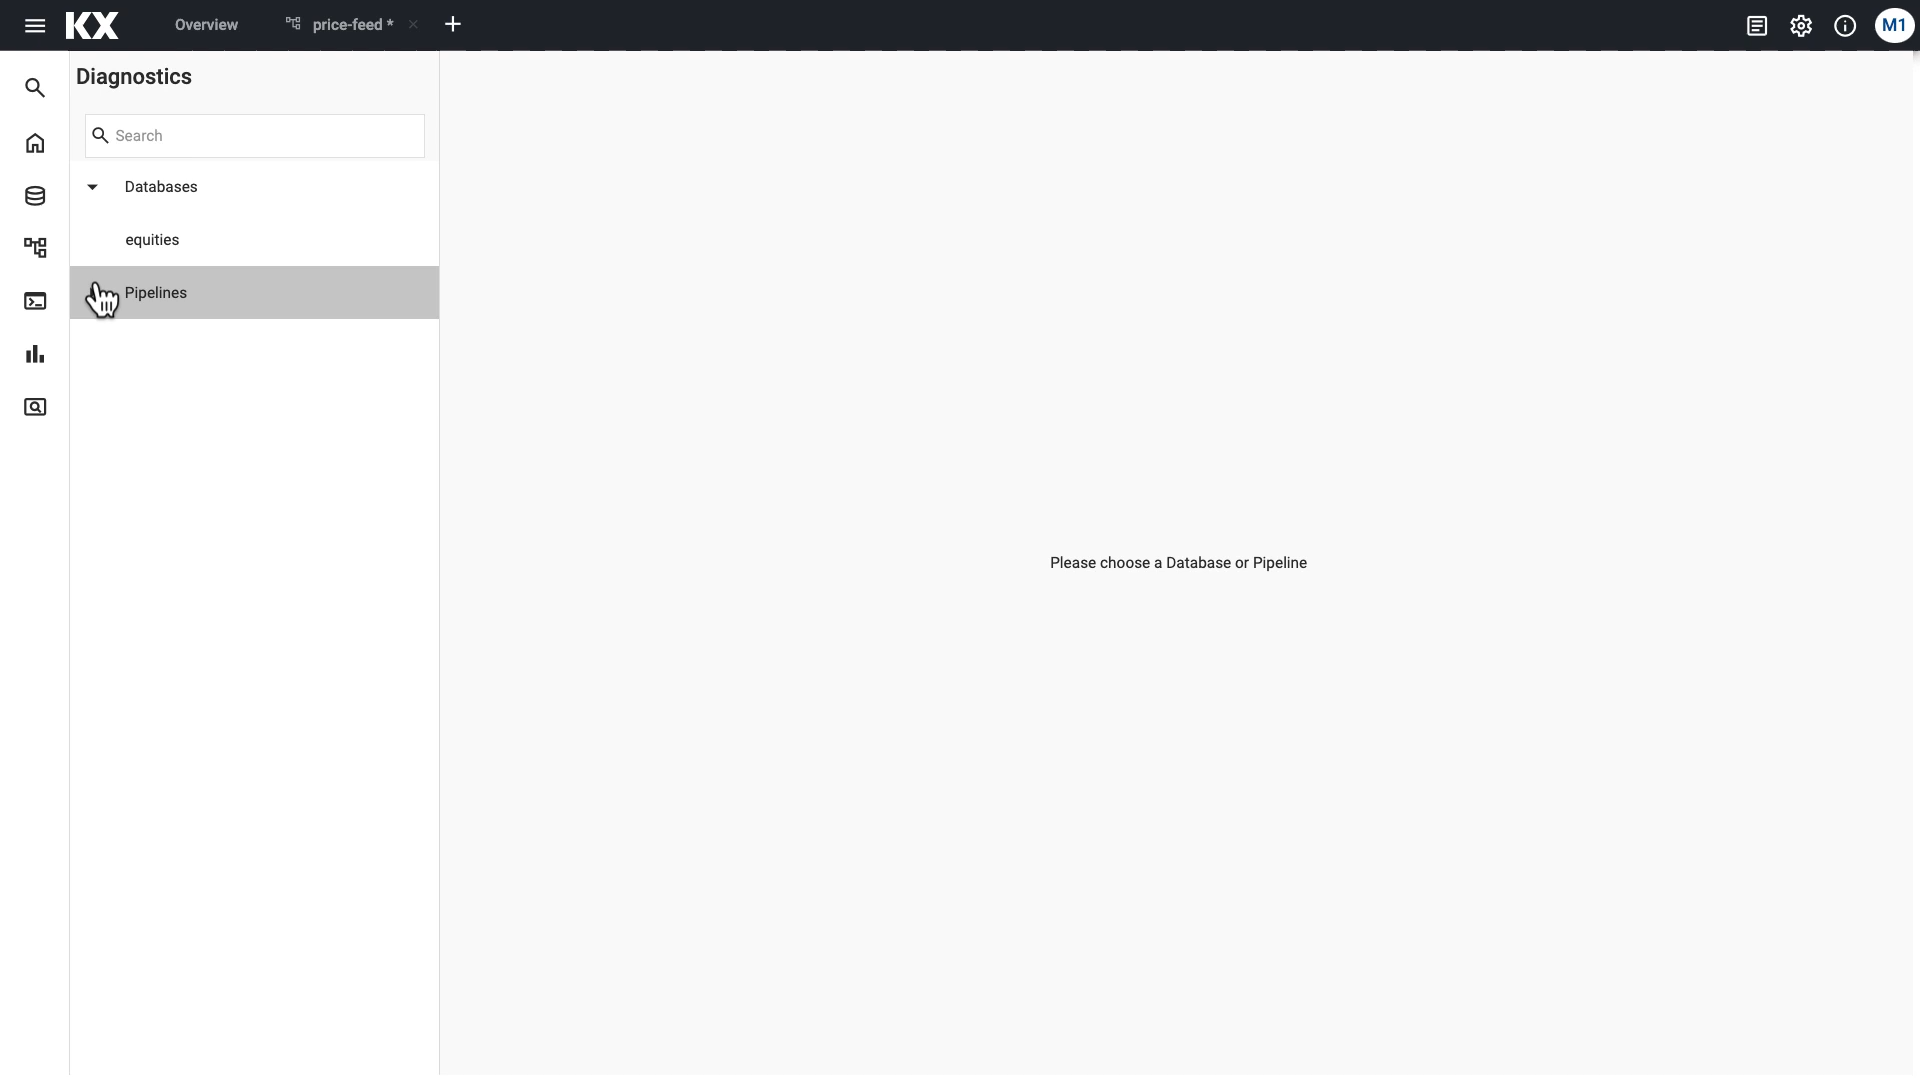 KX
Overview
price-feed *
M1
Diagnostics
Search
Databases
equities
Pipelines
Please choose a Database or Pipeline